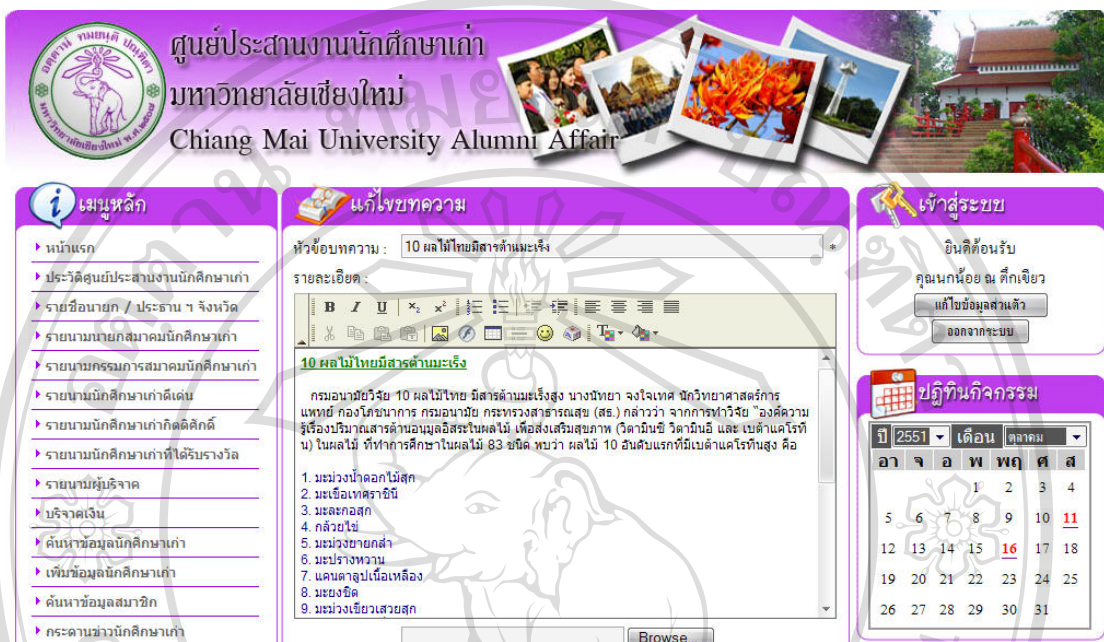 ศูนย์ประสานงานนักศึกษาเก่า
มหาวิทยาลัยเชียงใหม่
Chiang Mai University Alumni Affair
เมนูหลัก
หน้าแรก
ประวัติศูนย์ประสานงานนักศึกษาเก่า
รายชื่อนายก / ประธาน ฯ จังหวัด
รายนามนายกสมาคมนักศึกษาเก่า
รายนามกรรมการสมาคมนักศึกษาเก่า
รายนามนักศึกษาเก่าดีเด่น
รายนามนักศึกษาเก่ากิตติศักดิ์
รายนามนักศึกษาเก่าที่ได้รับรางวัล
รายนามผู้บริจาค
บริจาคเงิน
ค้นหาข้อมูลนักศึกษาเก่า
เพิ่มข้อมูลนักศึกษาเก่า
ค้นหาข้อมูลสมาชิก
กระดานข่าวนักศึกษาเก่า
แก้ไขบทความ
หัวข้อบทความ : 10 ผลไม้ไทยมีสารต้านมะเร็ง *
รายละเอียด :
B I U ×₂ ×²
10 ผลไม้ไทยมีสารต้านมะเร็ง
กรมอนามัยวิจัย 10 ผลไม้ไทย มีสารต้านมะเร็งสูง นางนัทยา จงใจเทศ นักวิทยาศาสตร์การ
แพทย์ กองโภชนาการ กรมอนามัย กระทรวงสาธารณสุข (สธ.) กล่าวว่า จากการทำวิจัย "องค์ความ
รู้เรื่องปริมาณสารต้านอนุมูลอิสระในผลไม้ เพื่อส่งเสริมสุขภาพ (วิตามินซี วิตามินอี และ เบต้าแคโรที
น) ในผลไม้ ที่ทำการศึกษาในผลไม้ 83 ชนิด พบว่า ผลไม้ 10 อันดับแรกที่มีเบต้าแคโรทีนสูง คือ
1. มะม่วงน้ำดอกไม้สุก
2. มะเขือเทศราชินี
3. มะละกอสุก
4. กล้วยไข่
5. มะม่วงยายกล่ำ
6. มะปรางหวาน
7. แคนตาลูปเนื้อเหลือง
8. มะยงชิด
9. มะม่วงเขียวเสวยสุก
Browse...
เข้าสู่ระบบ
ยินดีต้อนรับ
คุณนกน้อย ณ ตึกเขียว
แก้ไขข้อมูลส่วนตัว
ออกจากระบบ
ปฏิทินกิจกรรม
ปี 2551 เดือน ตุลาคม
อา จ อ พ พฤ ศ ส
1 2 3 4
5 6 7 8 9 10 11
12 13 14 15 16 17 18
19 20 21 22 23 24 25
26 27 28 29 30 31